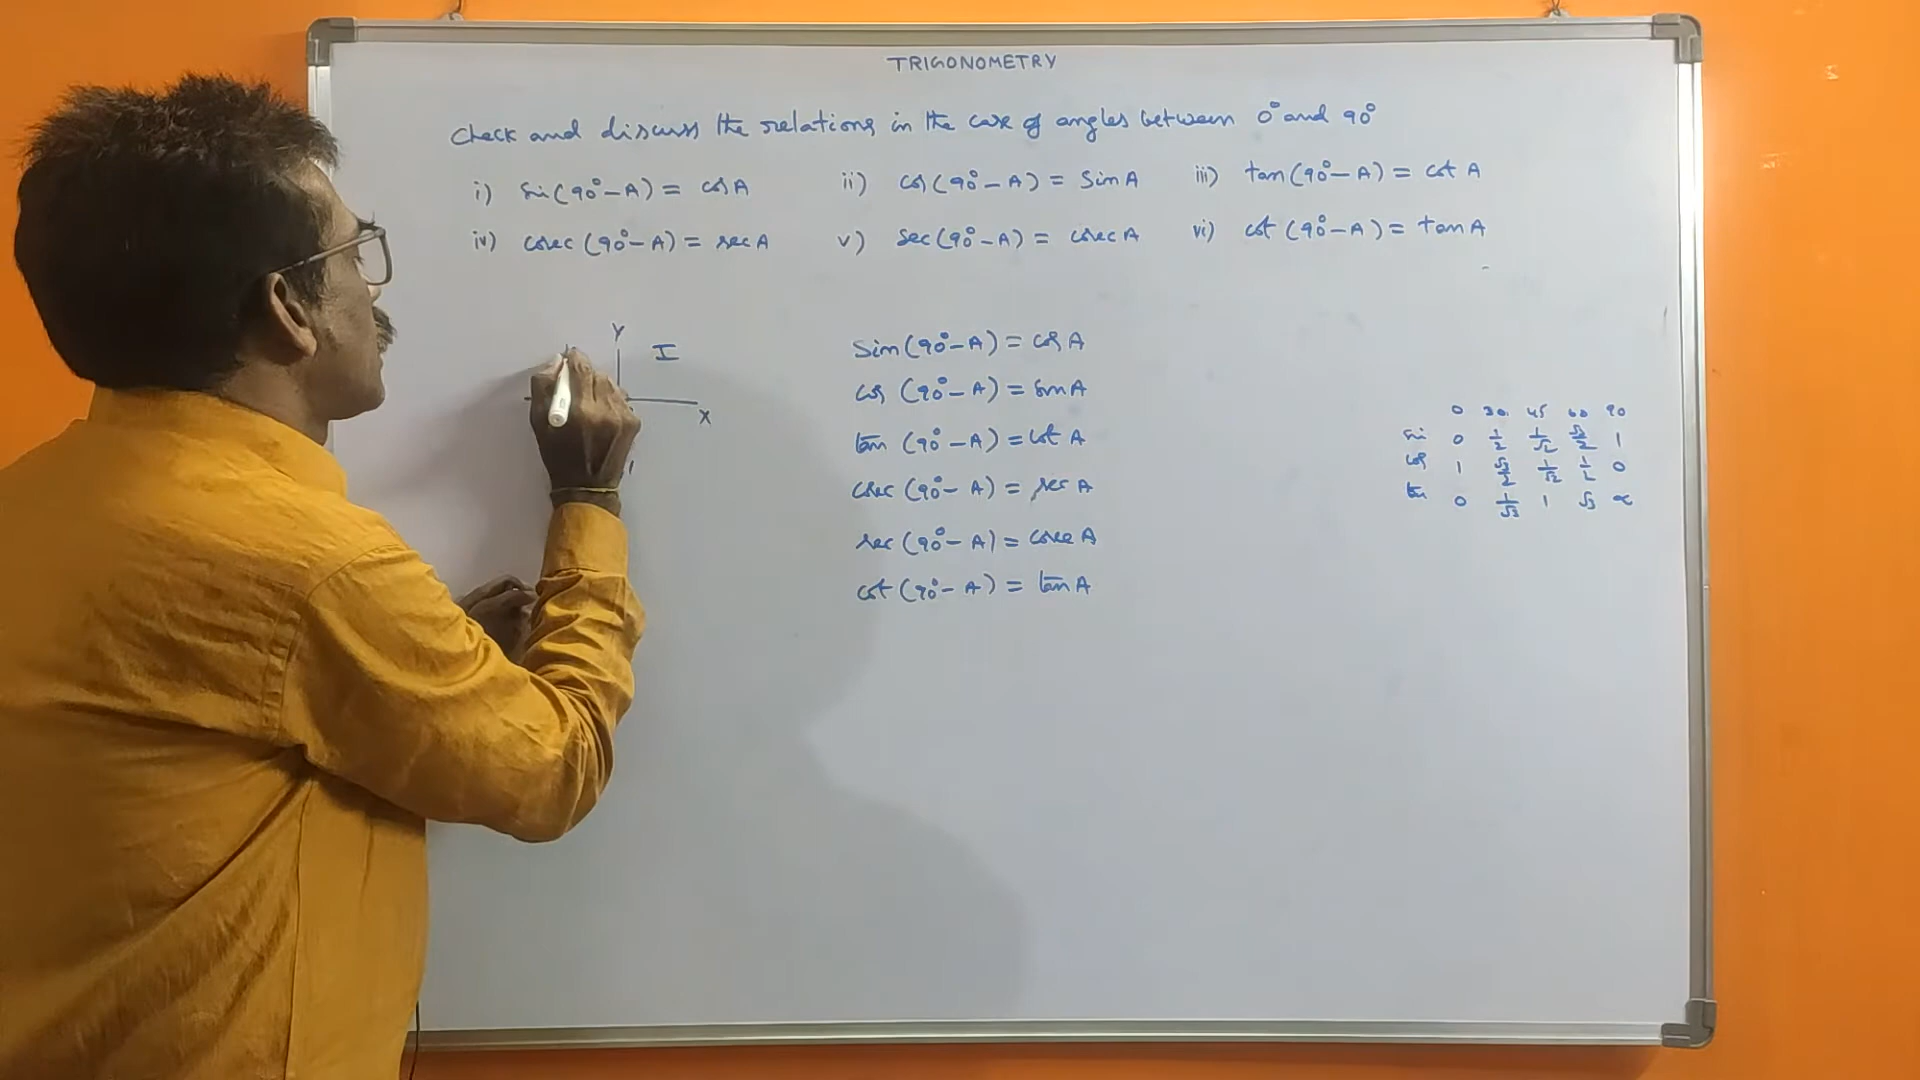 TRIGONOMETRY
Check and discuss the relations in the case of angles between 0° and 90°
i) Sin(90°-A) = cos A ii) cos(90°-A) = Sin A iii) tan(90°-A) = cot A
iv) cosec(90°-A) = sec A v) sec(90°-A) = cosec A vi) cot(90°-A) = tan A
Y
I
X
Sin(90°-A) = cos A
cos(90°-A) = sin A
tan(90°-A) = cot A
cosec(90°-A) = sec A
sec(90°-A) = cosec A
cot(90°-A) = tan A
0 30 45 60 90
sin 0 1/2 1/√2 √3/2 1
cos 1 √3/2 1/√2 1/2 0
tan 0 1/√3 1 √3 ∝